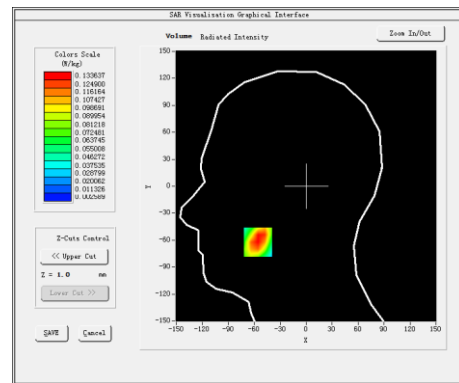 SAR Visualisation Graphical Interface
Volume Radiated Intensity
Zoom In/Out
Colors Scale
(W/kg)
0.133637
0.124900
0.116164
0.107427
0.098691
0.089954
0.081218
0.072481
0.063745
0.055008
0.046272
0.037535
0.028799
0.020062
0.011326
0.002589
Z-Cuts Control
<< Upper Cut
Z = 1.0 mm
Lower Cut >>
SAVE Cancel
150
120
90
60
30
0
-30
-60
-90
-120
-150
Y
-150 -120 -90 -60 -30 0 30 60 90 120 150
X